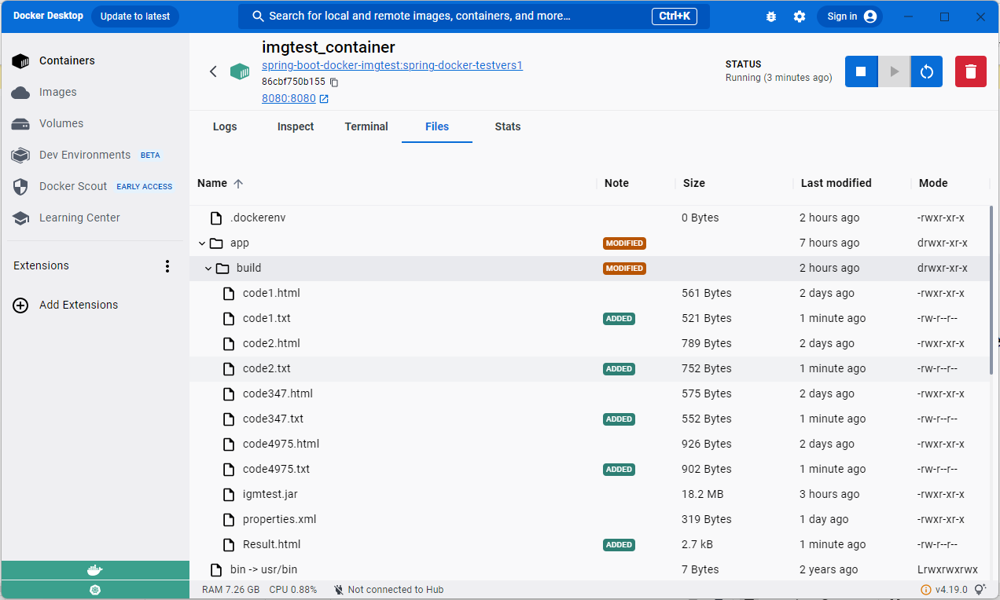 Docker Desktop Update to latest Search for local and remote images, containers, and more... Ctrl+K Sign in
Containers
Images
Volumes
Dev Environments BETA
Docker Scout EARLY ACCESS
Learning Center
Extensions
Add Extensions
imgtest_container
spring-boot-docker-imgtest:spring-docker-testvers1
86cbf750b155
8080:8080
STATUS
Running (3 minutes ago)
Logs Inspect Terminal Files Stats
Name Note Size Last modified Mode
.dockerenv 0 Bytes 2 hours ago -rwxr-xr-x
app MODIFIED 7 hours ago drwxr-xr-x
build MODIFIED 2 hours ago drwxr-xr-x
code1.html 561 Bytes 2 days ago -rwxr-xr-x
code1.txt ADDED 521 Bytes 1 minute ago -rw-r--r--
code2.html 789 Bytes 2 days ago -rwxr-xr-x
code2.txt ADDED 752 Bytes 1 minute ago -rw-r--r--
code347.html 575 Bytes 2 days ago -rwxr-xr-x
code347.txt ADDED 552 Bytes 1 minute ago -rw-r--r--
code4975.html 926 Bytes 2 days ago -rwxr-xr-x
code4975.txt ADDED 902 Bytes 1 minute ago -rw-r--r--
igmtest.jar 18.2 MB 3 hours ago -rwxr-xr-x
properties.xml 319 Bytes 1 day ago -rwxr-xr-x
Result.html ADDED 2.7 kB 1 minute ago -rw-r--r--
bin -> usr/bin 7 Bytes 2 years ago Lrwxrwxrwx
RAM 7.26 GB CPU 0.88% Not connected to Hub v4.19.0